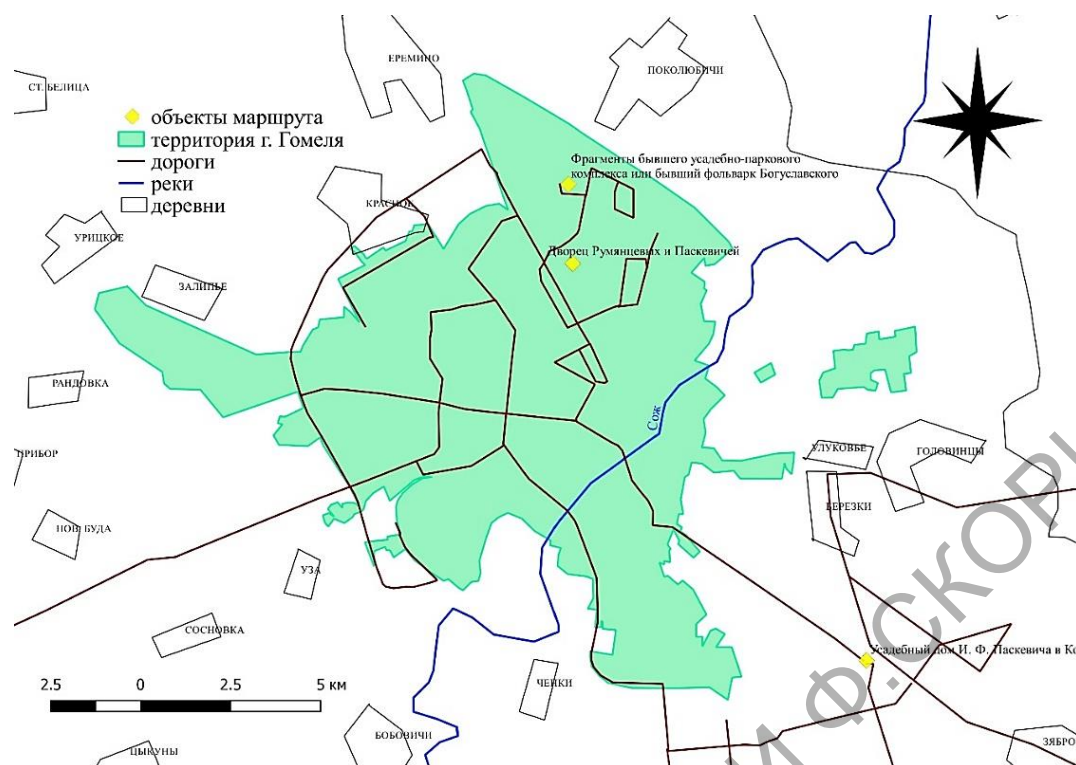 ЕРЕМИНО
ПОКОЛЮБИЧИ
СТ. БЕЛИЦА
объекты маршрута
территория г. Гомеля
дороги
реки
деревни
Фрагменты бывшего усадебно-паркового
комплекса или бывший фольварк Богуславского
КРАСНОЕ
УРИЦКОЕ
Дворец Румянцевых и Паскевичей
ЗАЛИПЬЕ
РАНДОВКА
Сож
ПРИБОР
УЛУКОВЬЕ
ГОЛОВИНЦЫ
БЕРЕЗКИ
НОВ. БУДА
УЗА
СОСНОВКА
Усадебный дом И. Ф. Паскевича в Ко
ЧЕНКИ
2.5 0 2.5 5 км
БОБОВИЧИ
ЦЫКУНЫ
ЗЯБРО
И Ф. СКОРИ